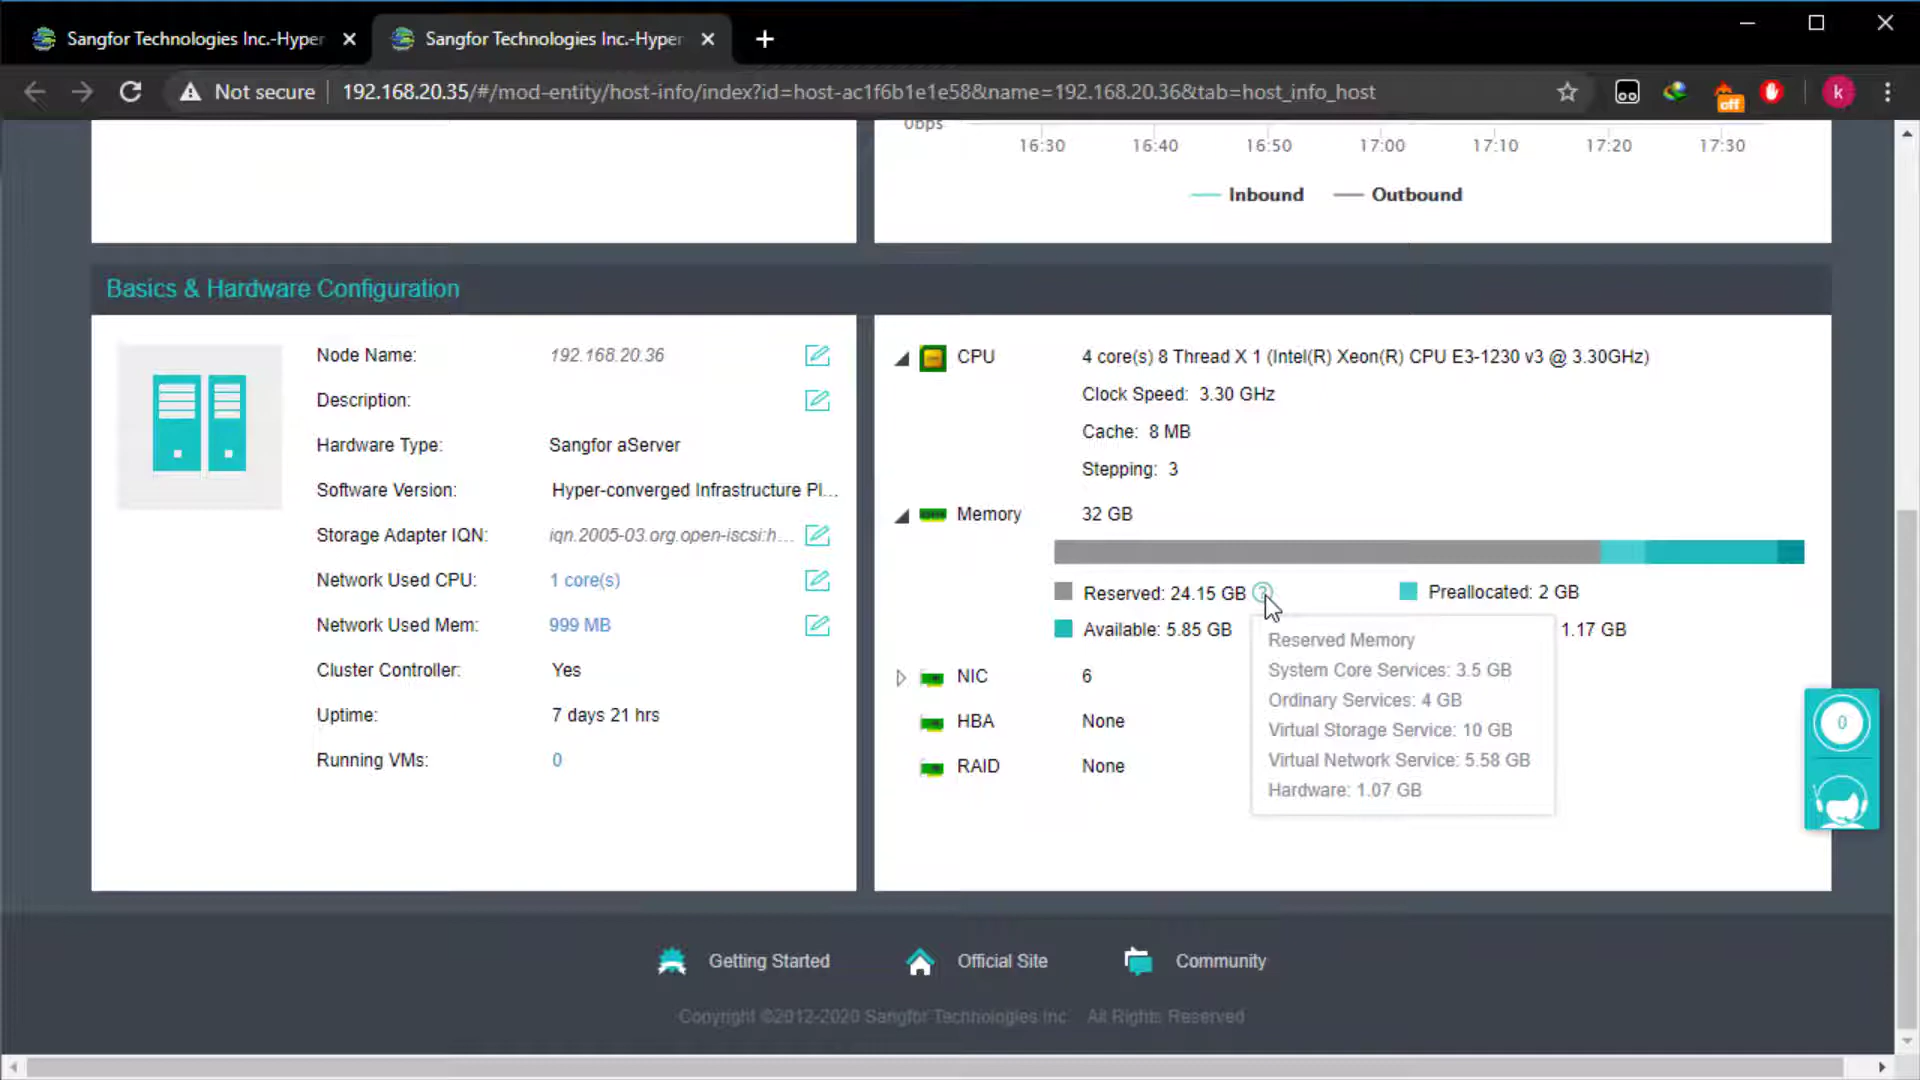 Sangfor Technologies Inc.-Hyper
Sangfor Technologies Inc.-Hyper
Not secure
192.168.20.35/#/mod-entity/host-info/index?id=host-ac1f6b1e1e58&name=192.168.20.36&tab=host_info_host
off
k
0bps
16:30 16:40 16:50 17:00 17:10 17:20 17:30
Inbound Outbound
Basics & Hardware Configuration
Node Name: 192.168.20.36
Description:
Hardware Type: Sangfor aServer
Software Version: Hyper-converged Infrastructure Pl...
Storage Adapter IQN: iqn.2005-03.org.open-iscsi:h...
Network Used CPU: 1 core(s)
Network Used Mem: 999 MB
Cluster Controller: Yes
Uptime: 7 days 21 hrs
Running VMs: 0
CPU 4 core(s) 8 Thread X 1 (Intel(R) Xeon(R) CPU E3-1230 v3 @ 3.30GHz)
Clock Speed: 3.30 GHz
Cache: 8 MB
Stepping: 3
Memory 32 GB
Reserved: 24.15 GB ? Preallocated: 2 GB
Available: 5.85 GB 1.17 GB
NIC 6
HBA None
RAID None
Reserved Memory
System Core Services: 3.5 GB
Ordinary Services: 4 GB
Virtual Storage Service: 10 GB
Virtual Network Service: 5.58 GB
Hardware: 1.07 GB
0
Getting Started Official Site Community
Copyright ©2012-2020 Sangfor Technologies Inc. All Rights Reserved